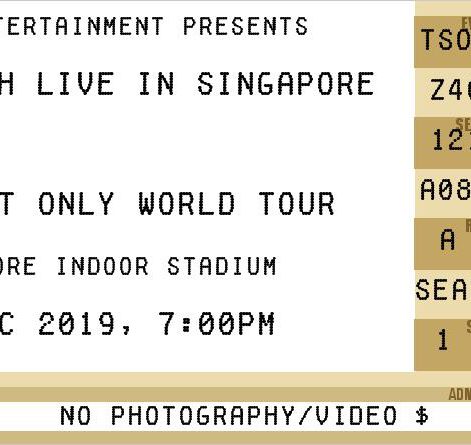 TERTAINMENT PRESENTS
H LIVE IN SINGAPORE
T ONLY WORLD TOUR
ORE INDOOR STADIUM
C 2019, 7:00PM
NO PHOTOGRAPHY/VIDEO $
TSO
Z40
12
A08
A
SEA
1
ADM